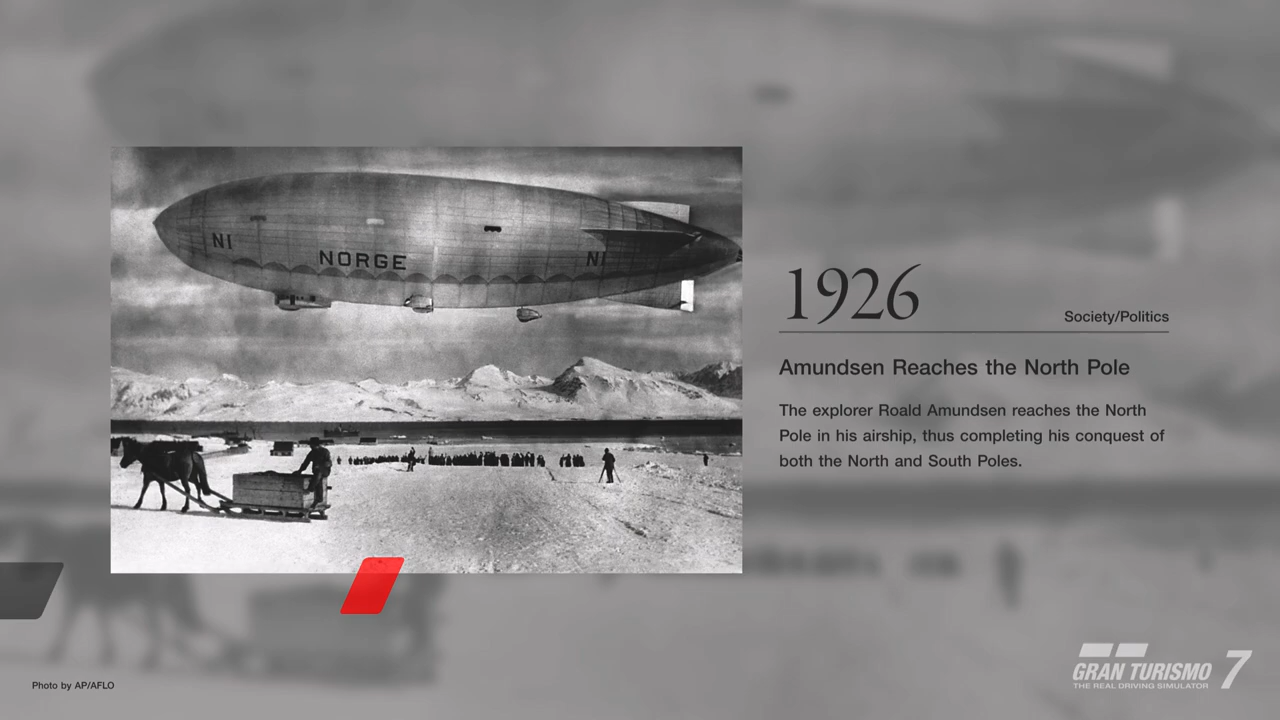 NI
NORGE
NI
1926
Society/Politics
Amundsen Reaches the North Pole
The explorer Roald Amundsen reaches the North
Pole in his airship, thus completing his conquest of
both the North and South Poles.
Photo by AP/AFLO
GRAN TURISMO 7
THE REAL DRIVING SIMULATOR